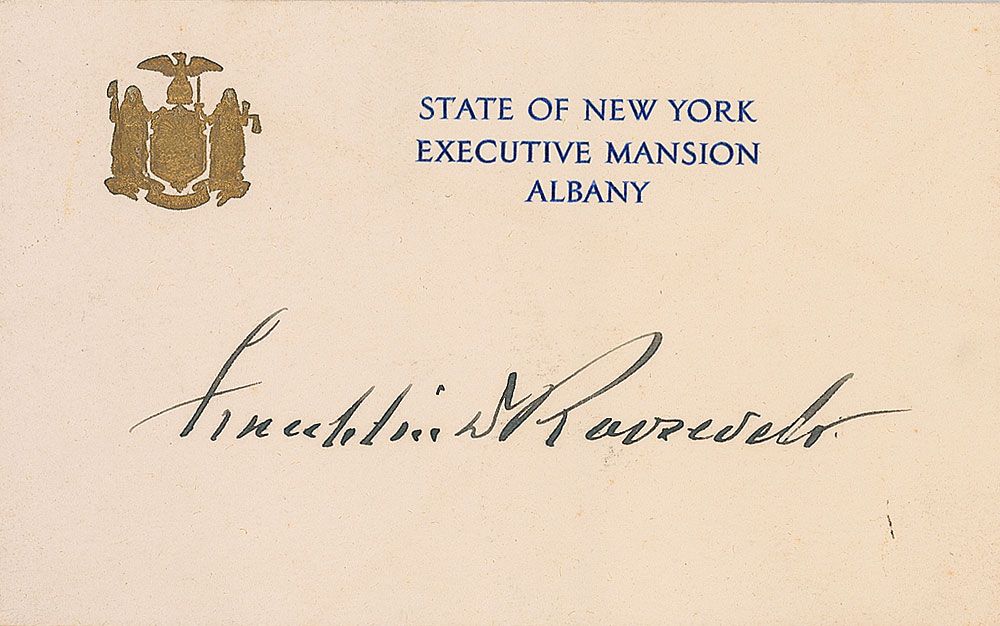 STATE OF NEW YORK
EXECUTIVE MANSION
ALBANY
Franklin D Roosevelt